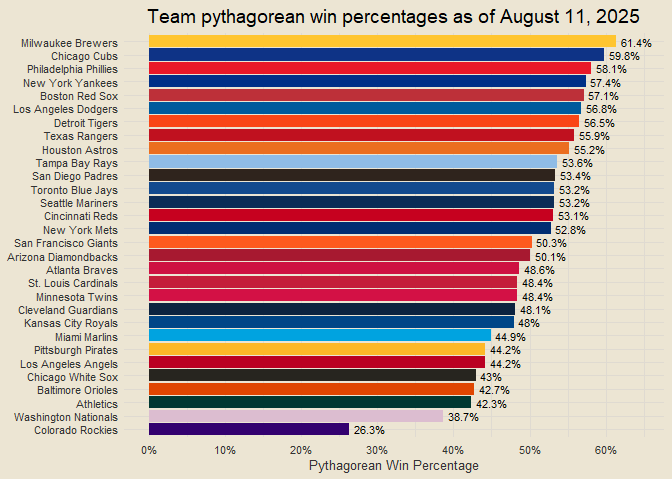 Team pythagorean win percentages as of August 11, 2025
Milwaukee Brewers 61.4%
Chicago Cubs 59.8%
Philadelphia Phillies 58.1%
New York Yankees 57.4%
Boston Red Sox 57.1%
Los Angeles Dodgers 56.8%
Detroit Tigers 56.5%
Texas Rangers 55.9%
Houston Astros 55.2%
Tampa Bay Rays 53.6%
San Diego Padres 53.4%
Toronto Blue Jays 53.2%
Seattle Mariners 53.2%
Cincinnati Reds 53.1%
New York Mets 52.8%
San Francisco Giants 50.3%
Arizona Diamondbacks 50.1%
Atlanta Braves 48.6%
St. Louis Cardinals 48.4%
Minnesota Twins 48.4%
Cleveland Guardians 48.1%
Kansas City Royals 48%
Miami Marlins 44.9%
Pittsburgh Pirates 44.2%
Los Angeles Angels 44.2%
Chicago White Sox 43%
Baltimore Orioles 42.7%
Athletics 42.3%
Washington Nationals 38.7%
Colorado Rockies 26.3%
0% 10% 20% 30% 40% 50% 60%
Pythagorean Win Percentage